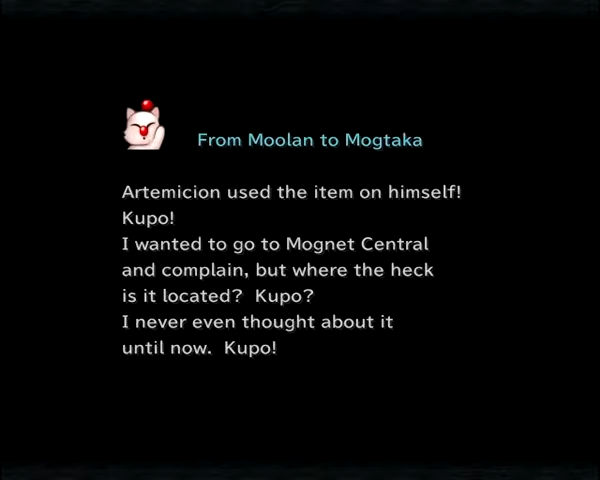 From Moolan to Mogtaka
Artemicion used the item on himself!
Kupo!
I wanted to go to Mognet Central
and complain, but where the heck
is it located?  Kupo?
I never even thought about it
until now.  Kupo!